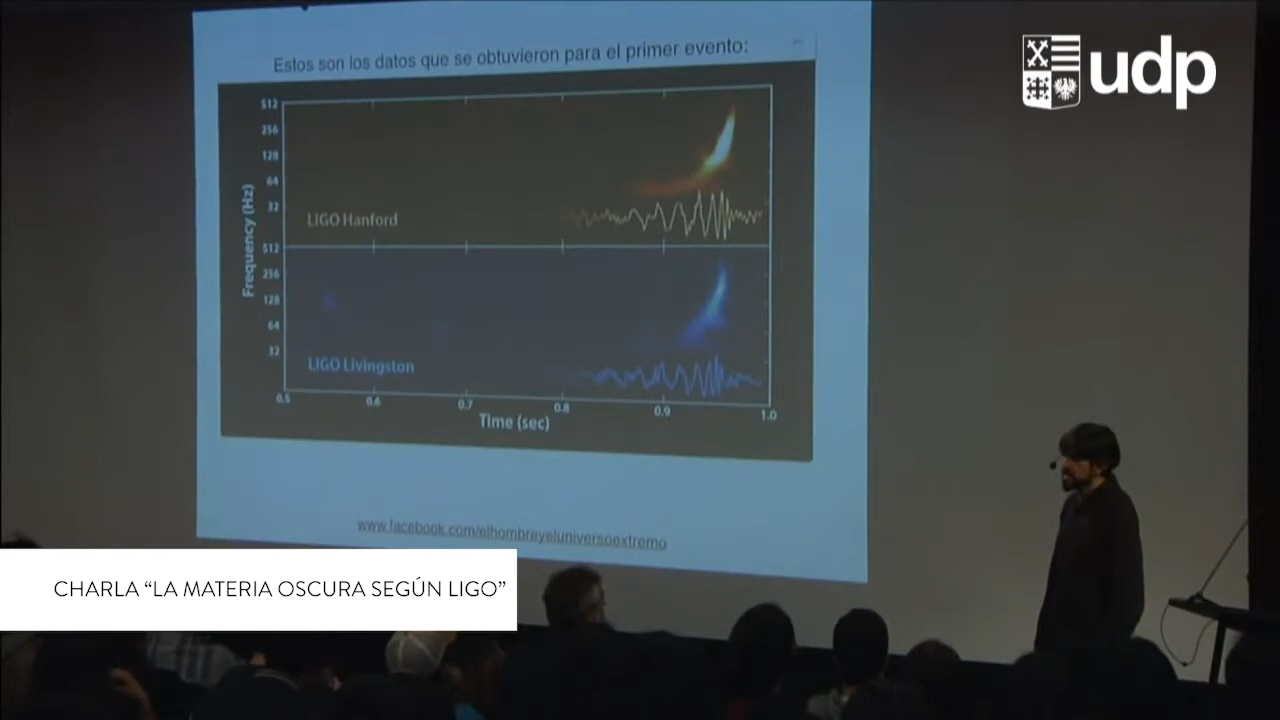 Estos son los datos que se obtuvieron para el primer evento:
udp
512
256
128
64
32
LIGO Hanford
Frequency (Hz)
512
256
128
64
32
LIGO Livingston
0.5 0.6 0.7 0.8 0.9 1.0
Time (sec)
www.facebook.com/elhombreyeluniversoextremo
CHARLA “LA MATERIA OSCURA SEGÚN LIGO”